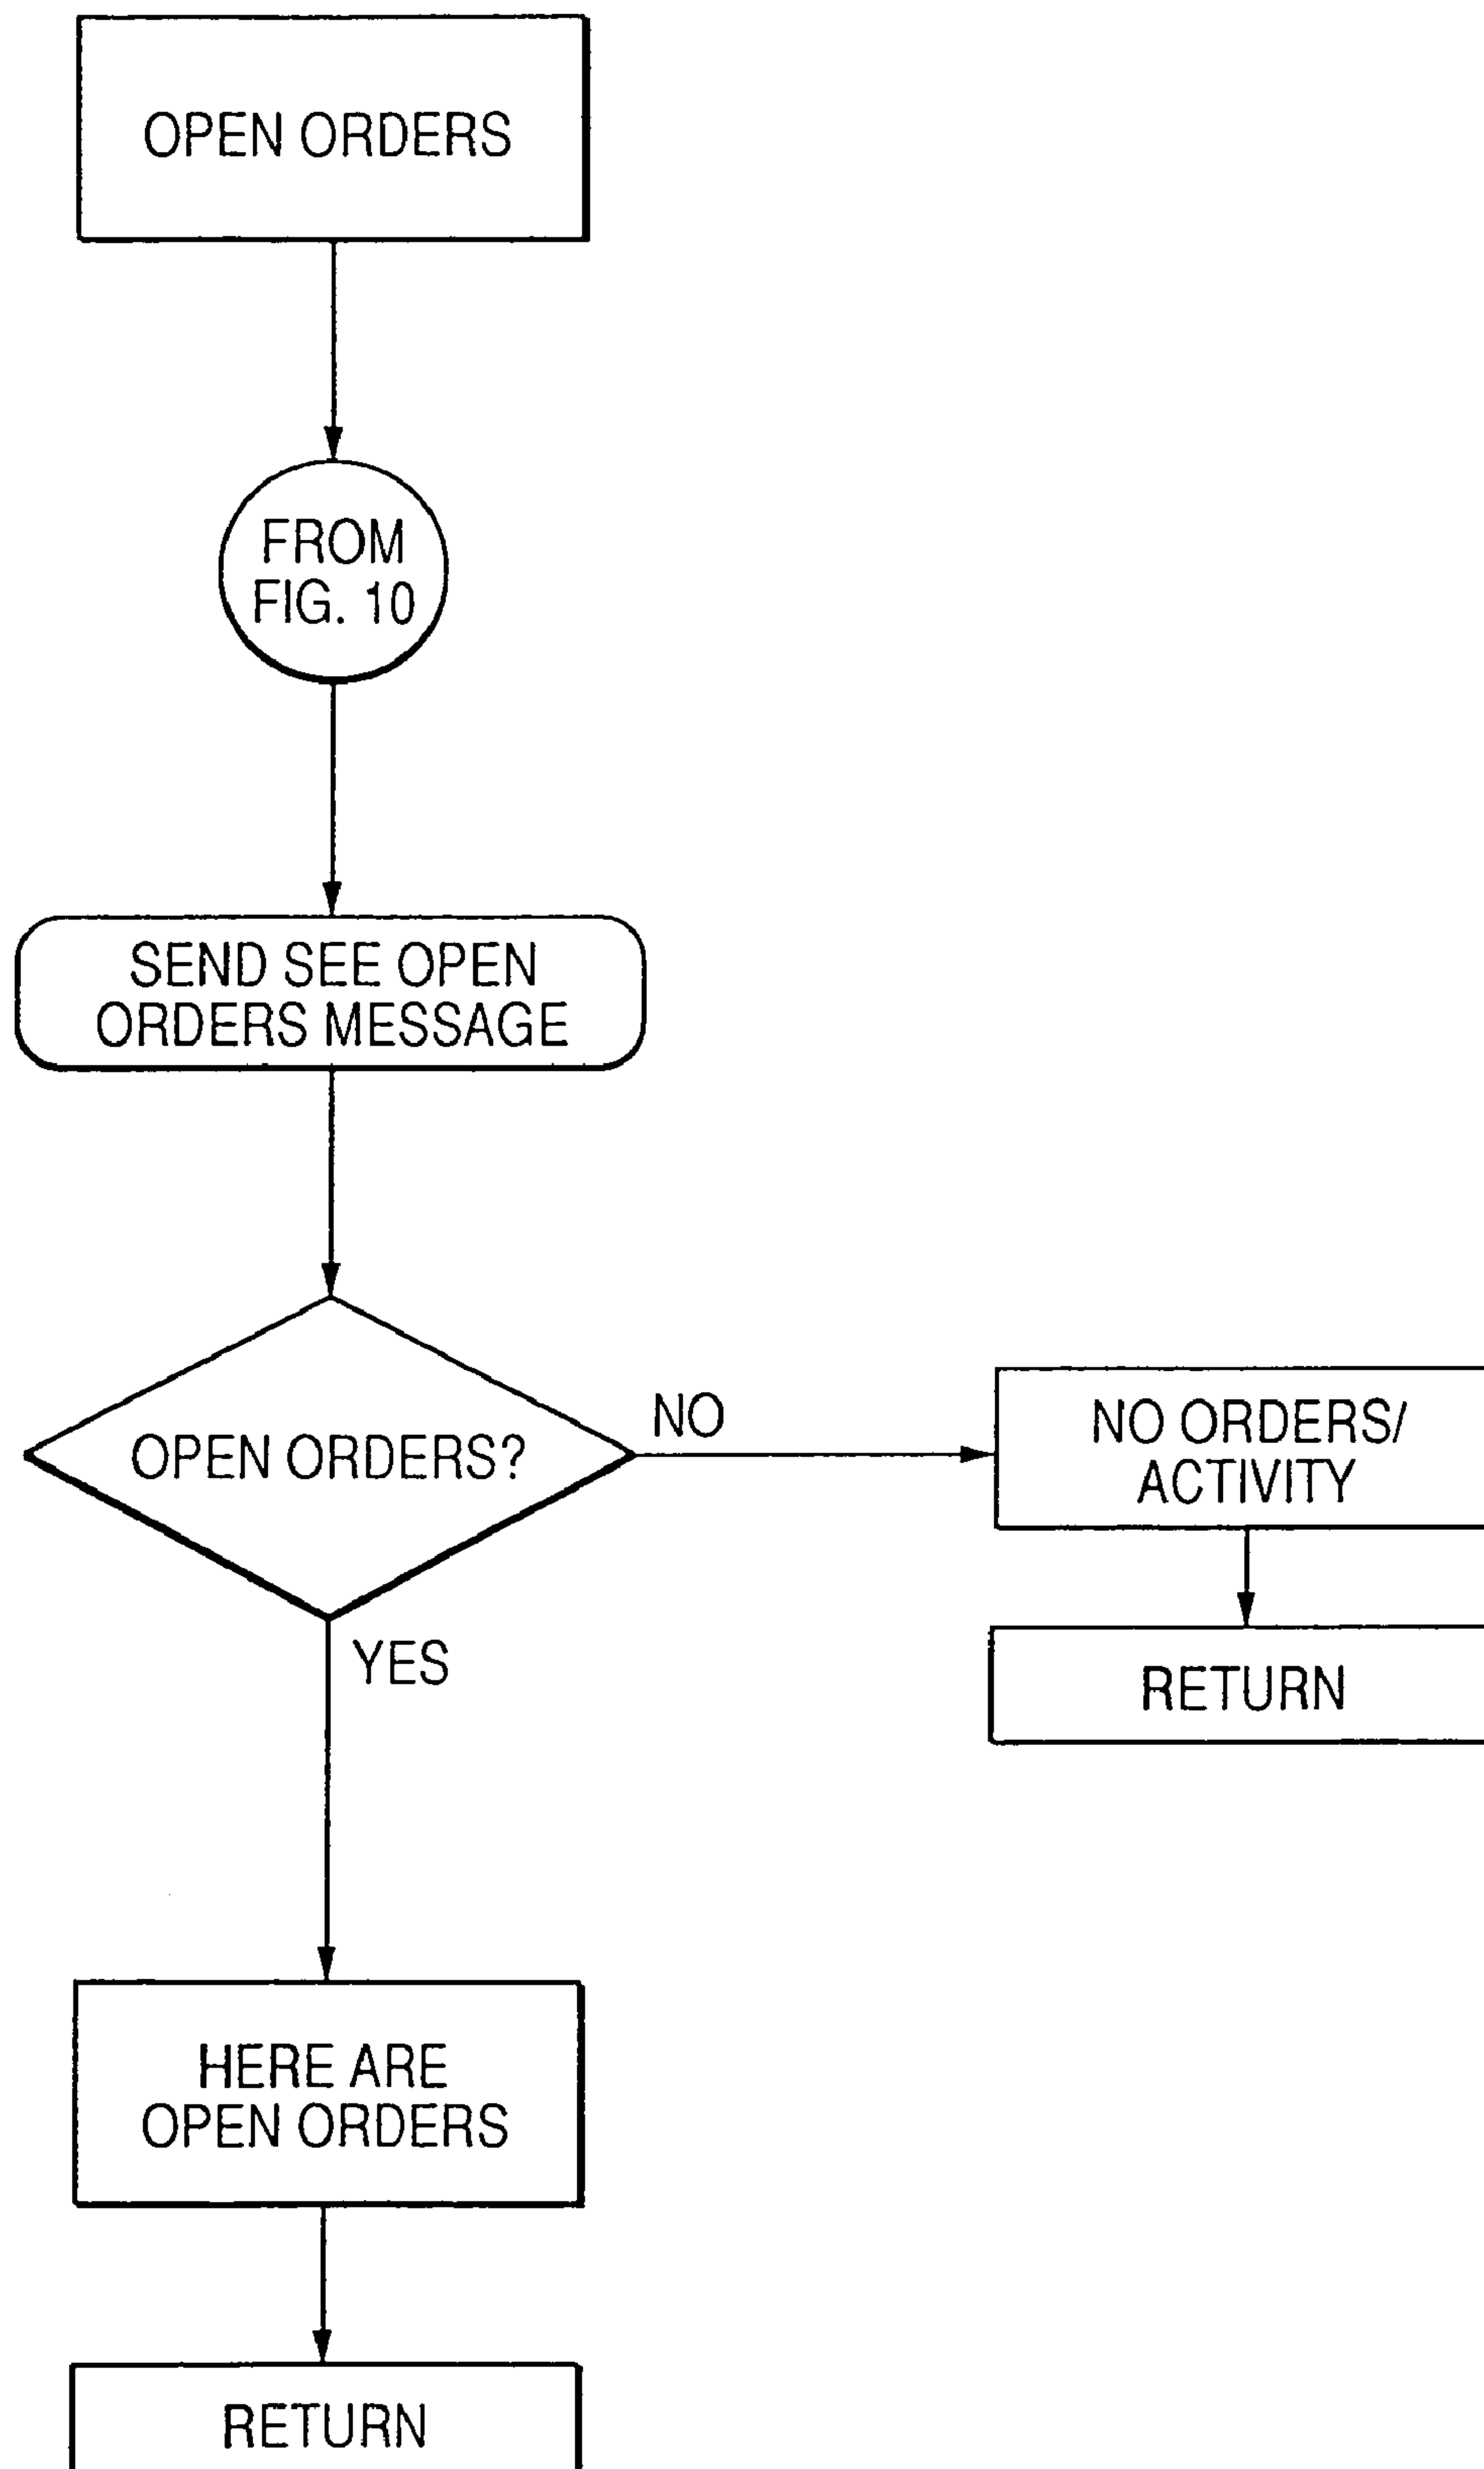 OPEN ORDERS
FROM
FIG. 10
SEND SEE OPEN
ORDERS MESSAGE
OPEN ORDERS?
NO
NO ORDERS/
ACTIVITY
RETURN
YES
HERE ARE
OPEN ORDERS
RETURN